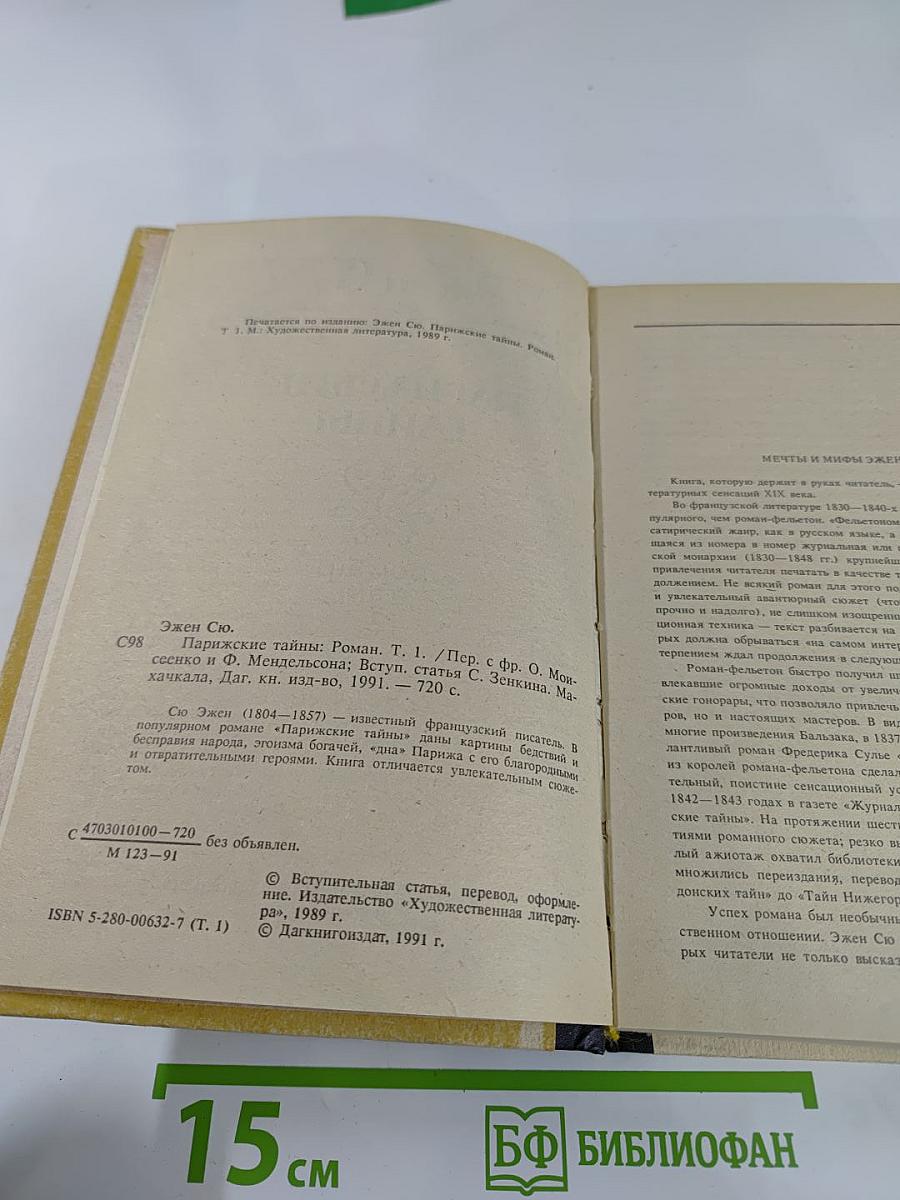 Печатается по изданию: Эжен Сю. Парижские тайны. Роман.
Т 1. М.: Художественная литература, 1989 г.
Эжен Сю.
С98 Парижские тайны: Роман. Т. 1. /Пер. с фр. О. Мои-
сеенко и Ф. Мендельсона; Вступ. статья С. Зенкина. Ма-
хачкала, Даг. кн. изд-во, 1991. — 720 с.
Сю Эжен (1804—1857) — известный французский писатель. В
популярном романе «Парижские тайны» даны картины бедствий и
бесправия народа, эгоизма богачей, «дна» Парижа с его благородными
и отвратительными героями. Книга отличается увлекательным сюже-
том.
С 4703010100—720 без объявлен.
М 123—91
© Вступительная статья, перевод, оформле-
ние. Издательство «Художественная литерату-
ра», 1989 г.
ISBN 5-280-00632-7 (Т. 1)
© Дагкнигоиздат, 1991 г.
МЕЧТЫ И МИФЫ ЭЖЕН
Книга, которую держит в руках читатель, —
тературных сенсаций XIX века.
Во французской литературе 1830—1840-х
пулярного, чем роман-фельетон. «Фельетоном
сатирический жанр, как в русском языке, а
щаяся из номера в номер журнальная или
ской монархии (1830—1848 гг.) крупнейш
привлечения читателя печатать в качестве т
должением. Не всякий роман для этого по
и увлекательный авантюрный сюжет (что
прочно и надолго), не слишком изощренн
ционная техника — текст разбивается на
рых должна обрываться «на самом интер
терпением ждал продолжения в следующ
Роман-фельетон быстро получил ш
влекавшие огромные доходы от увелич
ские гонорары, что позволяло привлечь
ров, но и настоящих мастеров. В вид
многие произведения Бальзака, в 1837
лантливый роман Фредерика Сулье «
из королей романа-фельетона сделал
тельный, поистине сенсационный ус
1842—1843 годах в газете «Журнал
ские тайны». На протяжении шести
тиями романного сюжета; резко вы
лый ажиотаж охватил библиотеки
множились переиздания, перевод
донских тайн» до «Тайн Нижегор
Успех романа был необычн
ственном отношении. Эжен Сю
рых читатели не только высказ
15 см
БФ БИБЛИОФАН